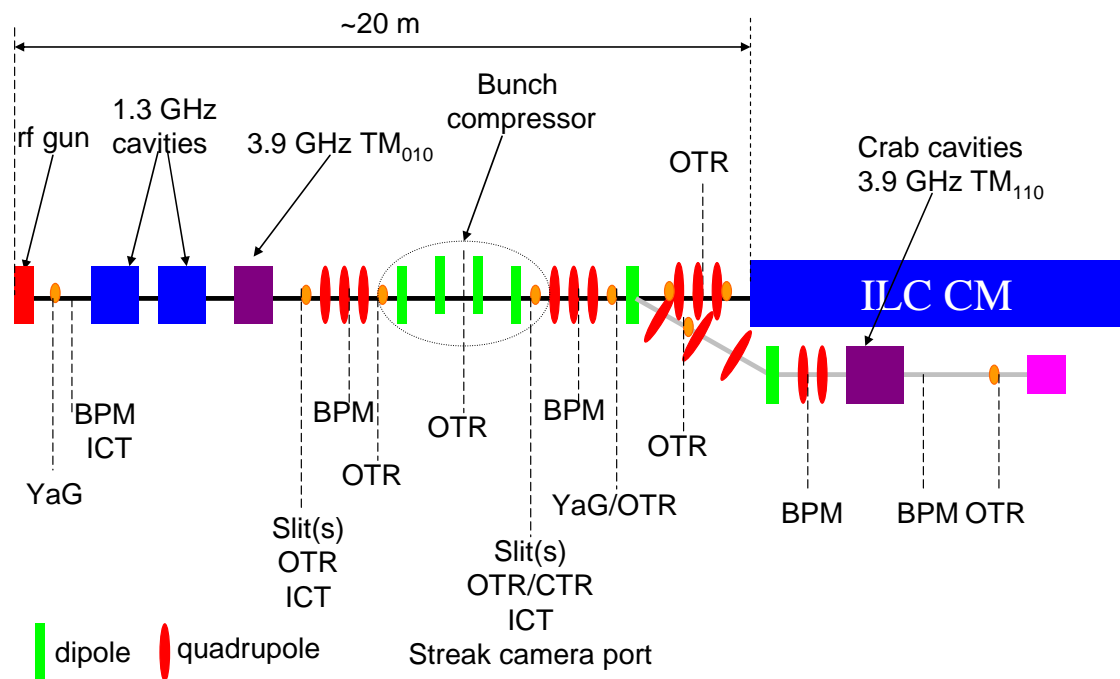 ~20 m
Bunch
compressor
1.3 GHz
cavities
rf gun
3.9 GHz TM₀₁₀
OTR
Crab cavities
3.9 GHz TM₁₁₀
ILC CM
BPM
ICT
YaG
BPM
OTR
OTR
BPM
OTR
YaG/OTR
Slit(s)
OTR
ICT
Slit(s)
OTR/CTR
ICT
Streak camera port
BPM
BPM
OTR
dipole
quadrupole